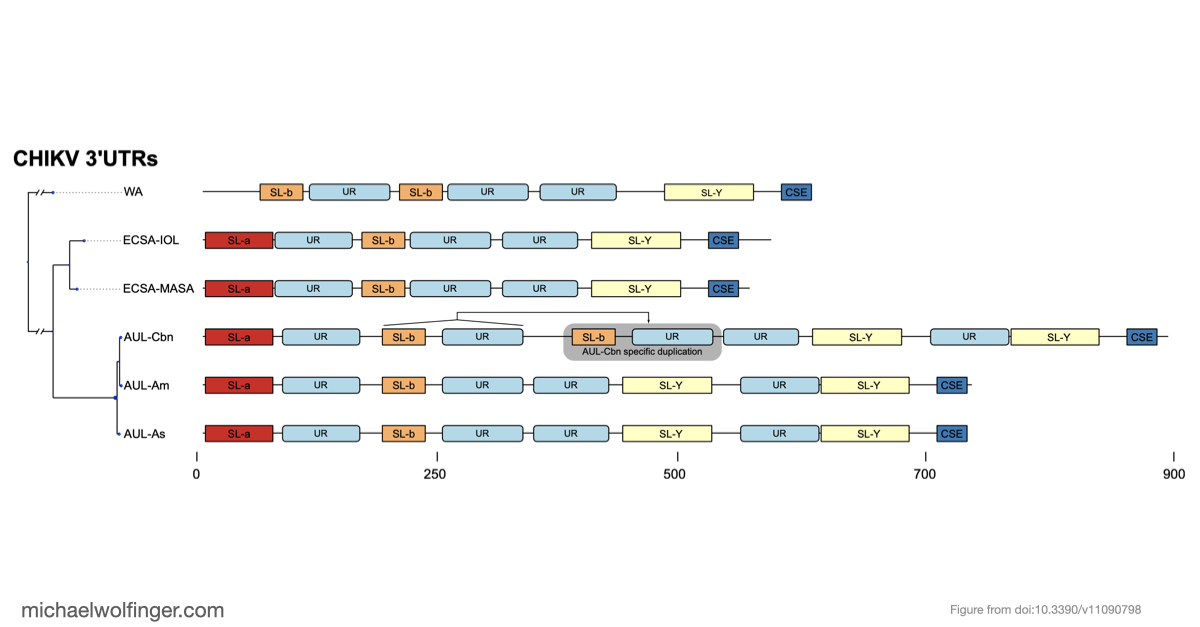 CHIKV 3'UTRs
WA SL-b UR SL-b UR UR SL-Y CSE
ECSA-IOL SL-a UR SL-b UR UR SL-Y CSE
ECSA-MASA SL-a UR SL-b UR UR SL-Y CSE
AUL-Cbn SL-a UR SL-b UR SL-b UR UR SL-Y UR SL-Y CSE
AUL-Cbn specific duplication
AUL-Am SL-a UR SL-b UR UR SL-Y UR SL-Y CSE
AUL-As SL-a UR SL-b UR UR SL-Y UR SL-Y CSE
0 250 500 700 900
michaelwolfinger.com
Figure from doi:10.3390/v11090798